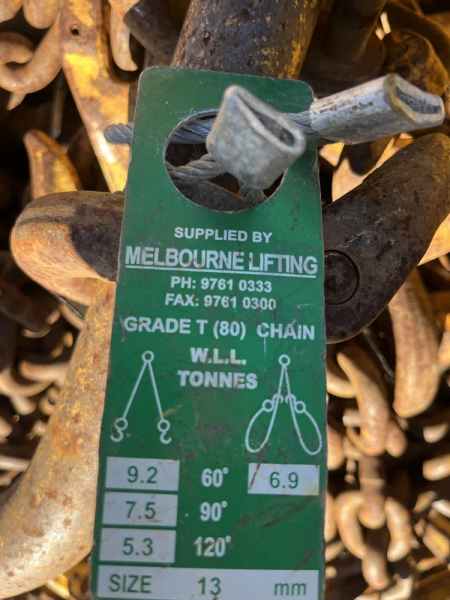 SUPPLIED BY
MELBOURNE LIFTING
PH: 9761 0333
FAX: 9761 0300
GRADE T (80) CHAIN
W.L.L.
TONNES
9.2 60° 6.9
7.5 90°
5.3 120°
SIZE 13 mm